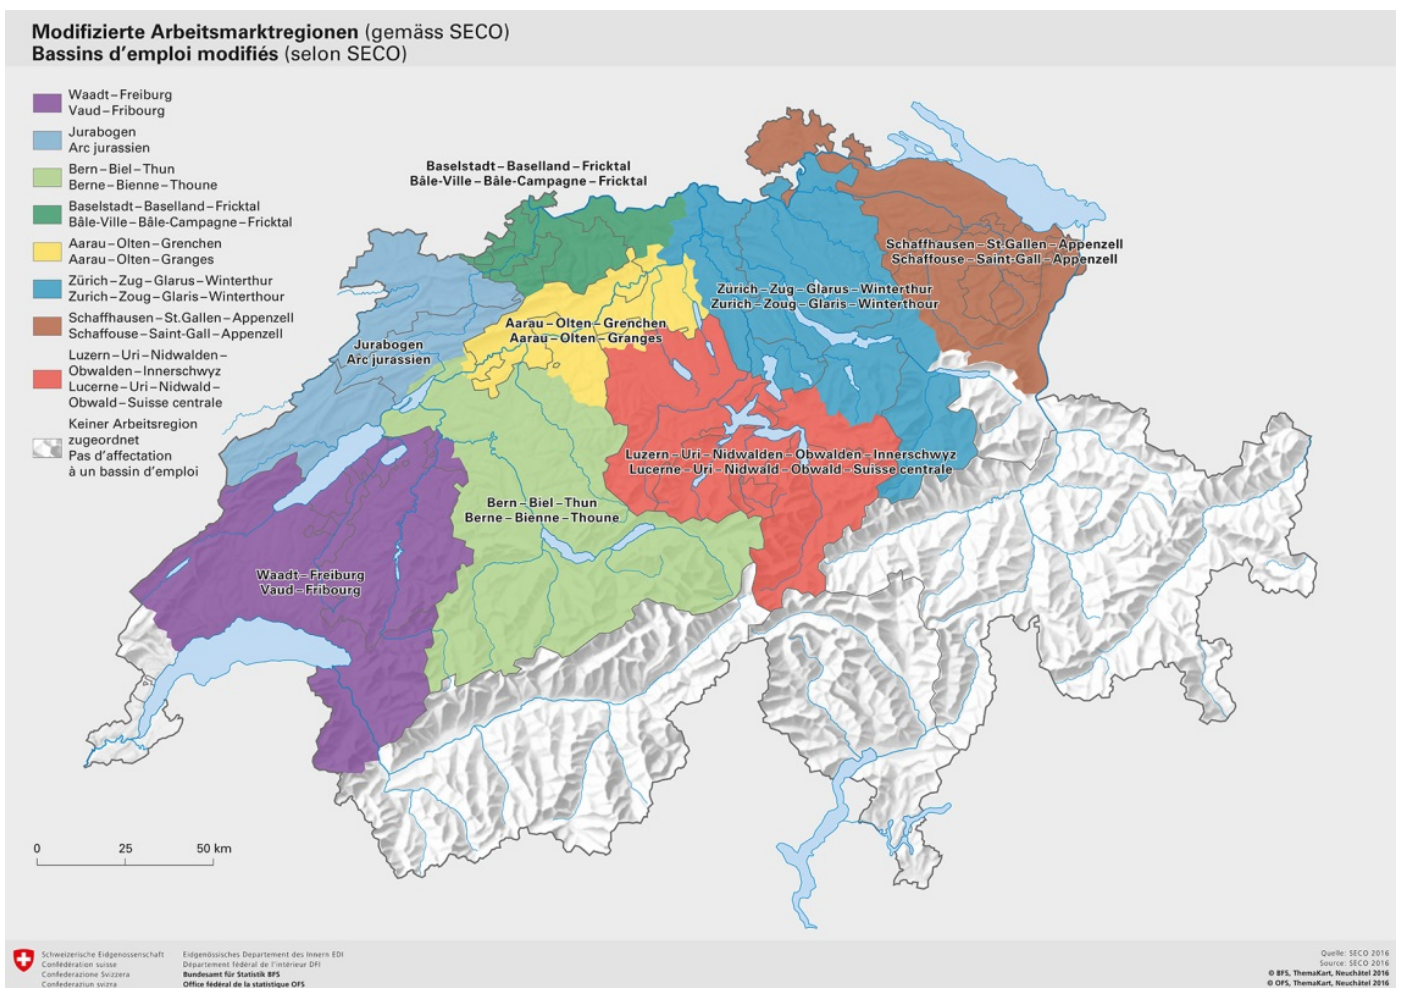 Modifizierte Arbeitsmarktregionen (gemäss SECO)
Bassins d'emploi modifiés (selon SECO)
Waadt – Freiburg
Vaud – Fribourg
Jurabogen
Arc jurassien
Bern – Biel – Thun
Berne – Bienne – Thoune
Baselstadt – Baselland – Fricktal
Bâle-Ville – Bâle-Campagne – Fricktal
Aarau – Olten – Grenchen
Aarau – Olten – Granges
Zürich – Zug – Glarus – Winterthur
Zurich – Zoug – Glaris – Winterthour
Schaffhausen – St.Gallen – Appenzell
Schaffouse – Saint-Gall – Appenzell
Luzern – Uri – Nidwalden –
Obwalden – Innerschwyz
Lucerne – Uri – Nidwald –
Obwald – Suisse centrale
Keiner Arbeitsregion
zugeordnet
Pas d'affectation
à un bassin d'emploi
Baselstadt – Baselland – Fricktal
Bâle-Ville – Bâle-Campagne – Fricktal
Schaffhausen – St.Gallen – Appenzell
Schaffouse – Saint-Gall – Appenzell
Zürich – Zug – Glarus – Winterthur
Zurich – Zoug – Glaris – Winterthour
Aarau – Olten – Grenchen
Aarau – Olten – Granges
Jurabogen
Arc jurassien
Luzern – Uri – Nidwalden – Obwalden – Innerschwyz
Lucerne – Uri – Nidwald – Obwald – Suisse centrale
Bern – Biel – Thun
Berne – Bienne – Thoune
Waadt – Freiburg
Vaud – Fribourg
0 25 50 km
Schweizerische Eidgenossenschaft
Confédération suisse
Confederazione Svizzera
Confederaziun svizra
Eidgenössisches Departement des Innern EDI
Département fédéral de l'intérieur DFI
Bundesamt für Statistik BFS
Office fédéral de la statistique OFS
Quelle: SECO 2016
Source: SECO 2016
© BFS, ThemaKart, Neuchâtel 2016
© OFS, ThemaKart, Neuchâtel 2016